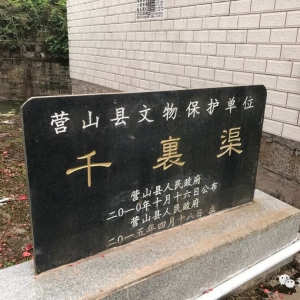 营山县文物保护单位
千裏渠
营山县人民政府
二〇一〇年十月十六日公布
营山县人民政府
二〇一五年四月十八日立